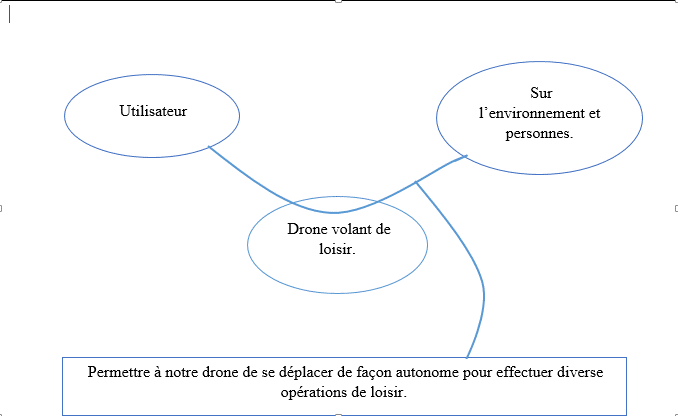 Utilisateur
Sur
l’environnement et
personnes.
Drone volant de
loisir.
Permettre à notre drone de se déplacer de façon autonome pour effectuer diverse
opérations de loisir.